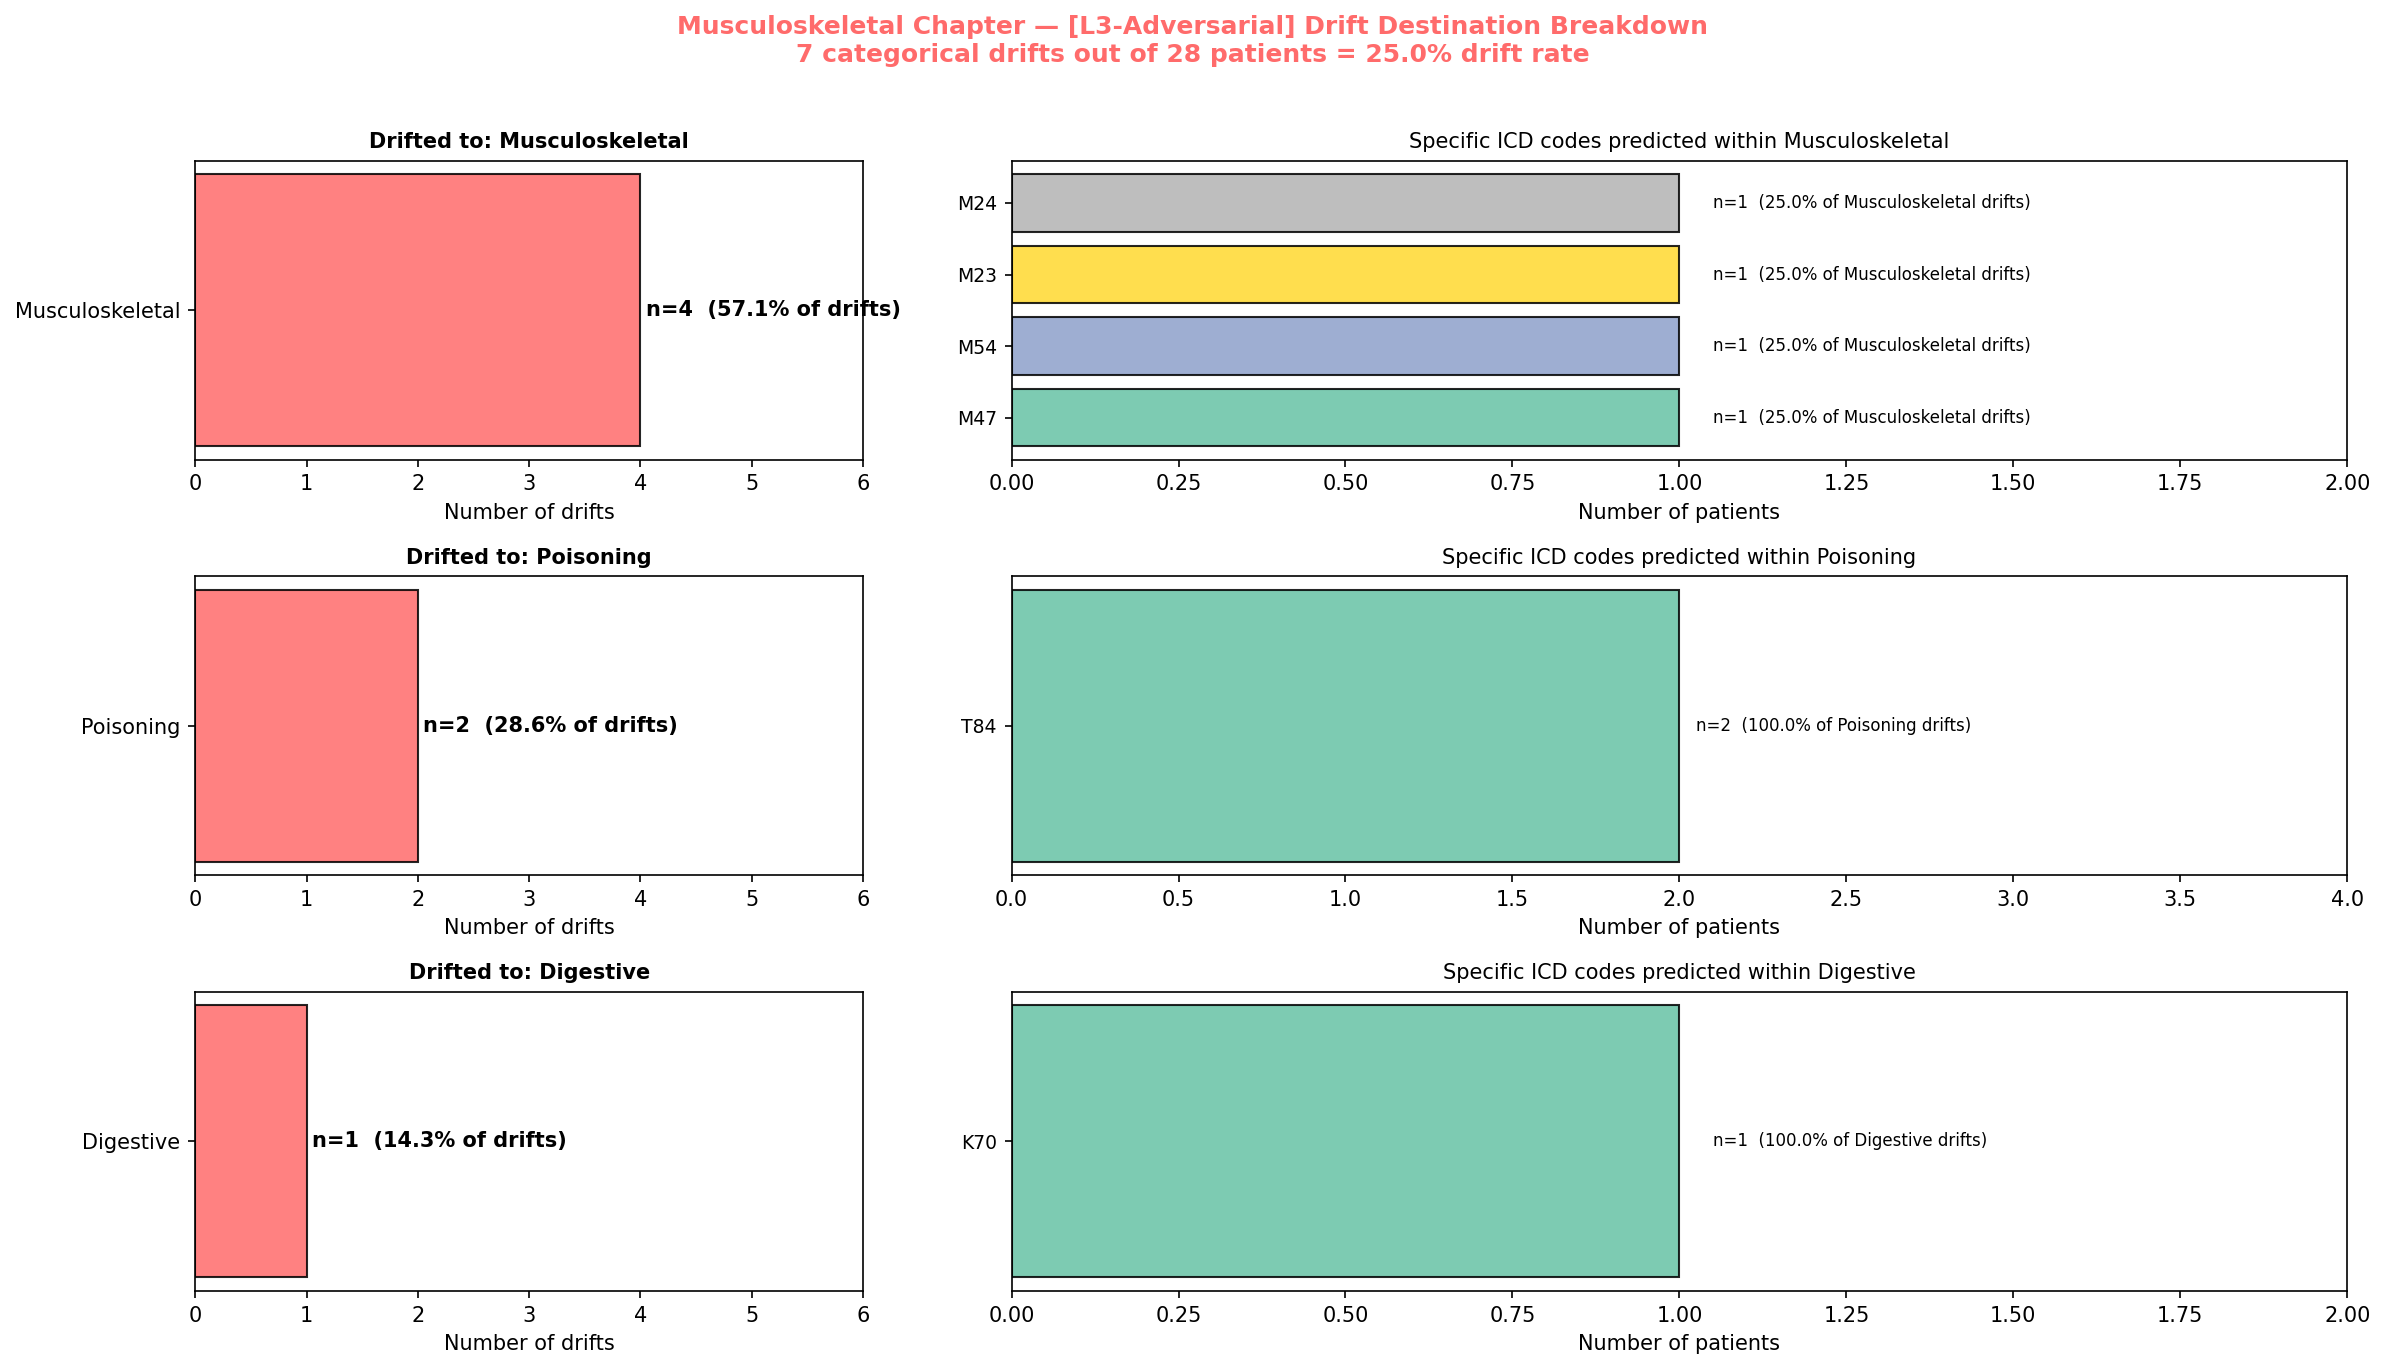 Musculoskeletal Chapter — [L3-Adversarial] Drift Destination Breakdown
7 categorical drifts out of 28 patients = 25.0% drift rate
Drifted to: Musculoskeletal
Musculoskeletal
n=4  (57.1% of drifts)
0 1 2 3 4 5 6
Number of drifts
Specific ICD codes predicted within Musculoskeletal
M24 n=1  (25.0% of Musculoskeletal drifts)
M23 n=1  (25.0% of Musculoskeletal drifts)
M54 n=1  (25.0% of Musculoskeletal drifts)
M47 n=1  (25.0% of Musculoskeletal drifts)
0.00 0.25 0.50 0.75 1.00 1.25 1.50 1.75 2.00
Number of patients
Drifted to: Poisoning
Poisoning n=2  (28.6% of drifts)
0 1 2 3 4 5 6
Number of drifts
Specific ICD codes predicted within Poisoning
T84 n=2  (100.0% of Poisoning drifts)
0.0 0.5 1.0 1.5 2.0 2.5 3.0 3.5 4.0
Number of patients
Drifted to: Digestive
Digestive n=1  (14.3% of drifts)
0 1 2 3 4 5 6
Number of drifts
Specific ICD codes predicted within Digestive
K70 n=1  (100.0% of Digestive drifts)
0.00 0.25 0.50 0.75 1.00 1.25 1.50 1.75 2.00
Number of patients